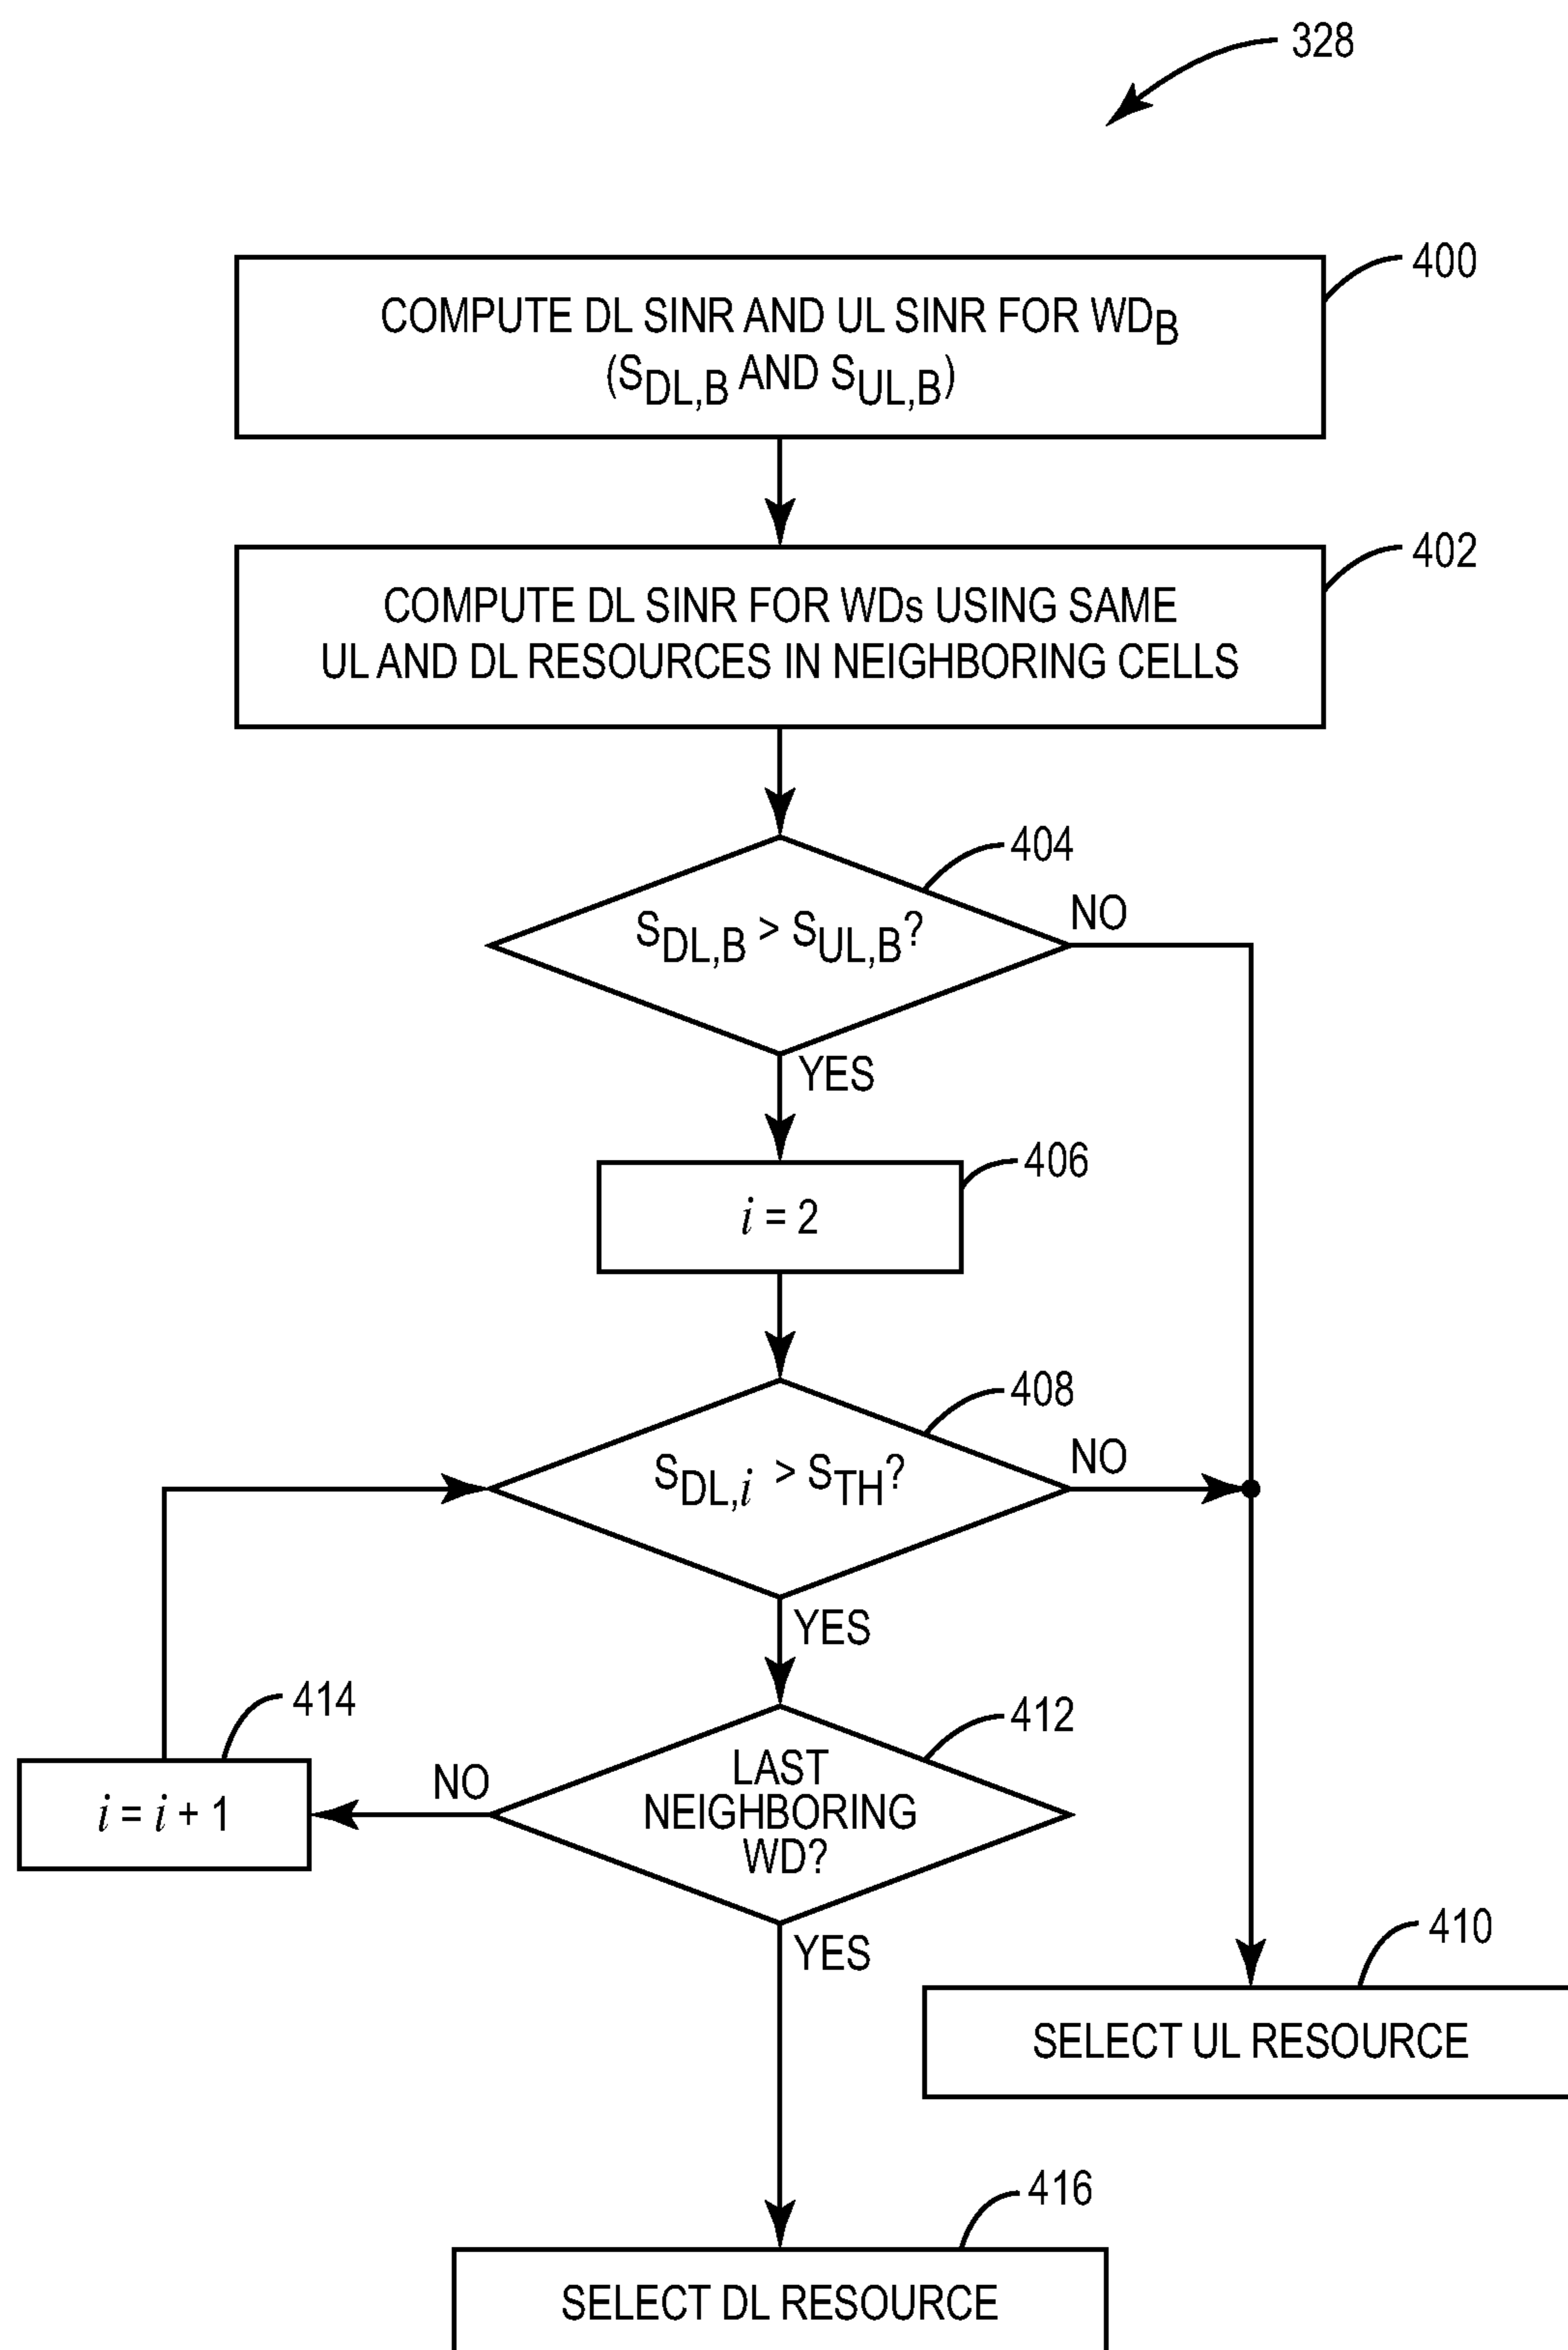 328
400
COMPUTE DL SINR AND UL SINR FOR WDB
(SDL,B AND SUL,B)
402
COMPUTE DL SINR FOR WDs USING SAME
UL AND DL RESOURCES IN NEIGHBORING CELLS
404
SDL,B > SUL,B?
NO
YES
406
i = 2
408
SDL,i > STH?
NO
YES
414
412
i = i + 1
NO
LAST
NEIGHBORING
WD?
YES
410
SELECT UL RESOURCE
416
SELECT DL RESOURCE